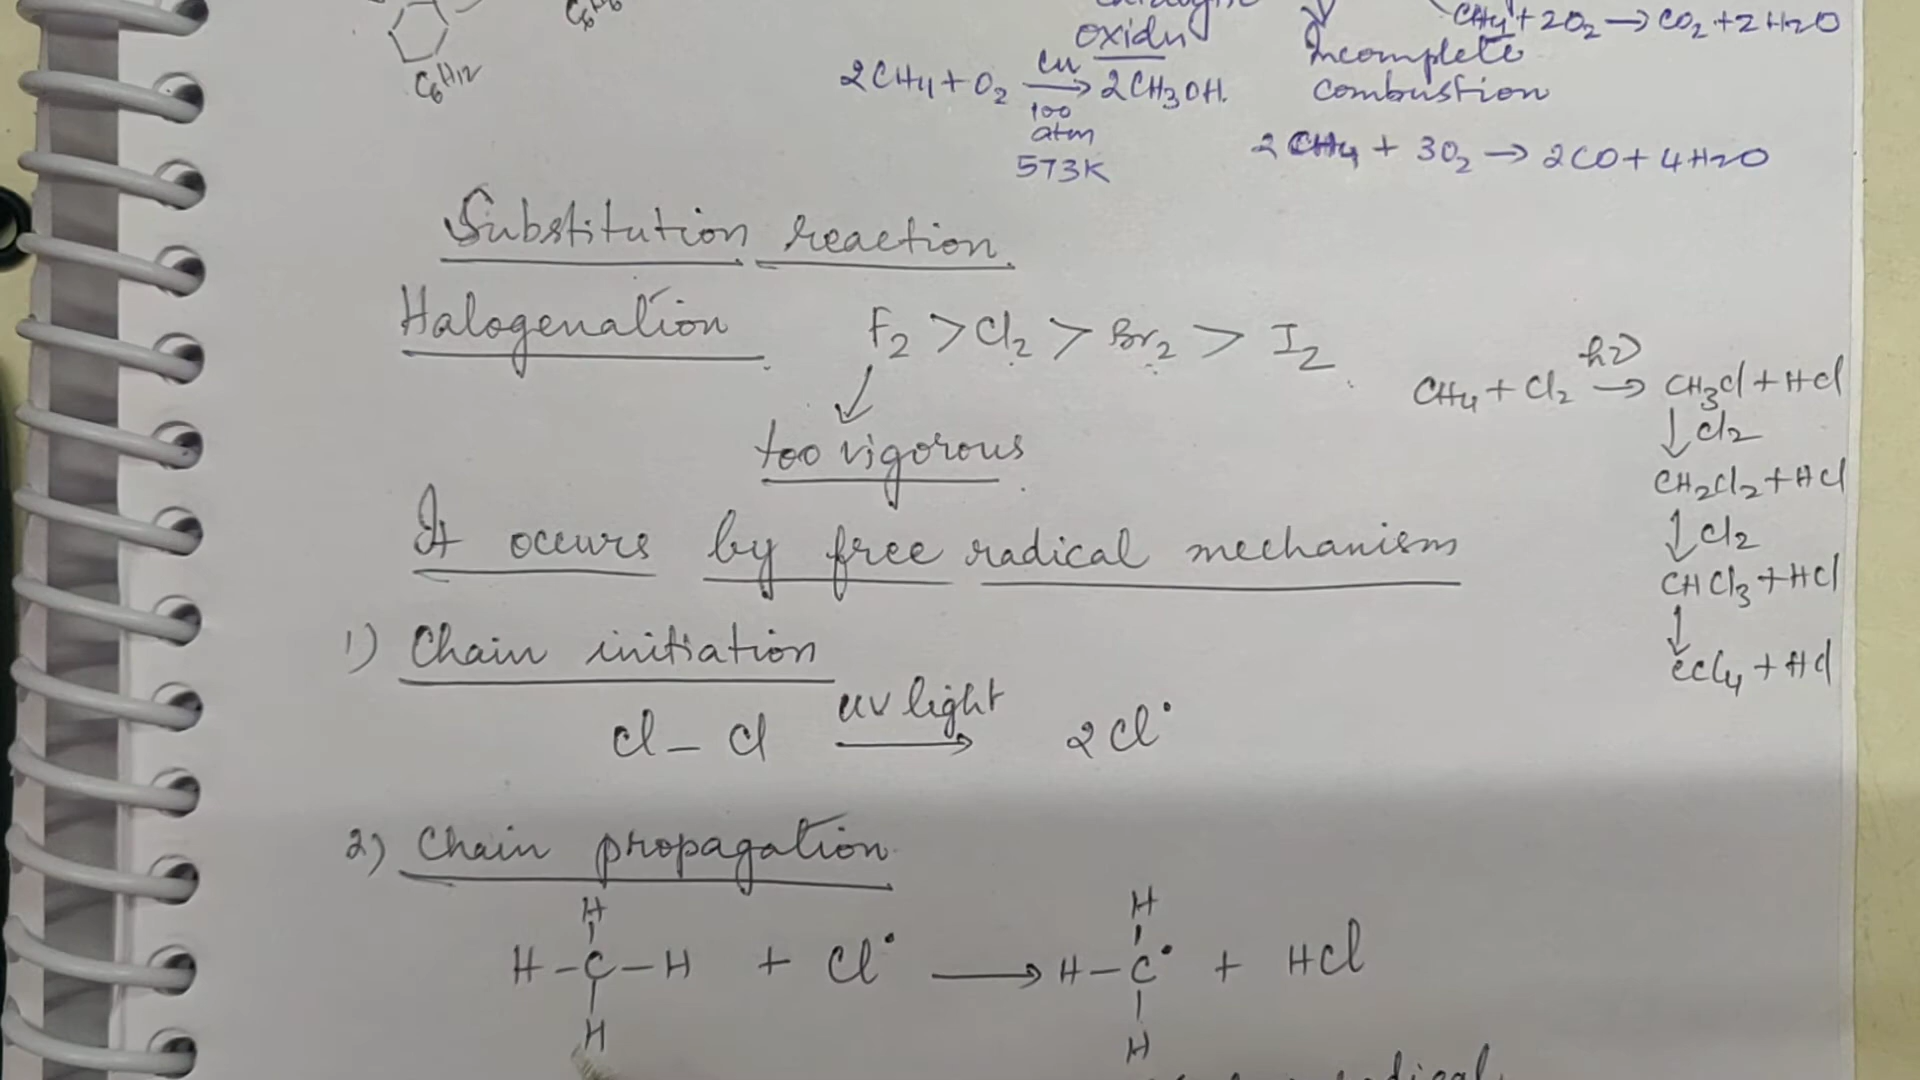 C6H12
oxidn
CH4 + 2O2 → CO2 + 2H2O
Incomplete
combustion
2CH4 + O2 Cu → 2CH3OH.
100
atm
573K
2CH4 + 3O2 → 2CO + 4H2O
Substitution reaction.
Halogenation. F2 > Cl2 > Br2 > I2
↙
too vigorous.
CH4 + Cl2 hν → CH3Cl + HCl
↓ Cl2
CH2Cl2 + HCl
↓ Cl2
CHCl3 + HCl
↓
CCl4 + HCl
It occurs by free radical mechanism
1) Chain initiation
Cl – Cl uv light → 2Cl•
2) Chain propagation.
H H
H – C – H + Cl• → H – C• + HCl
H H